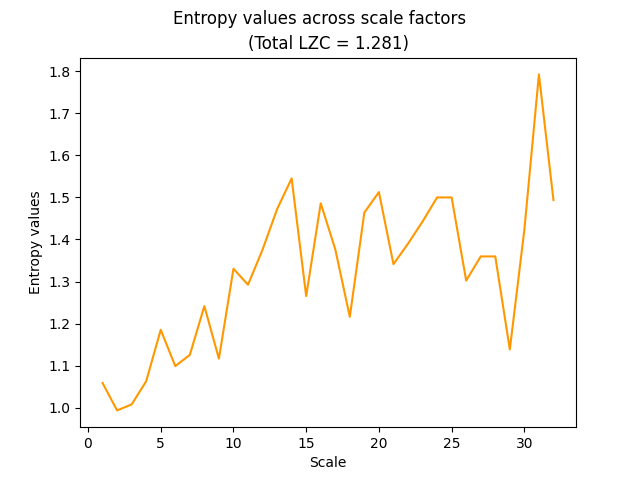 Entropy values across scale factors
(Total LZC = 1.281)
1.8
1.7
1.6
1.5
1.4
1.3
1.2
1.1
1.0
Entropy values
0 5 10 15 20 25 30
Scale